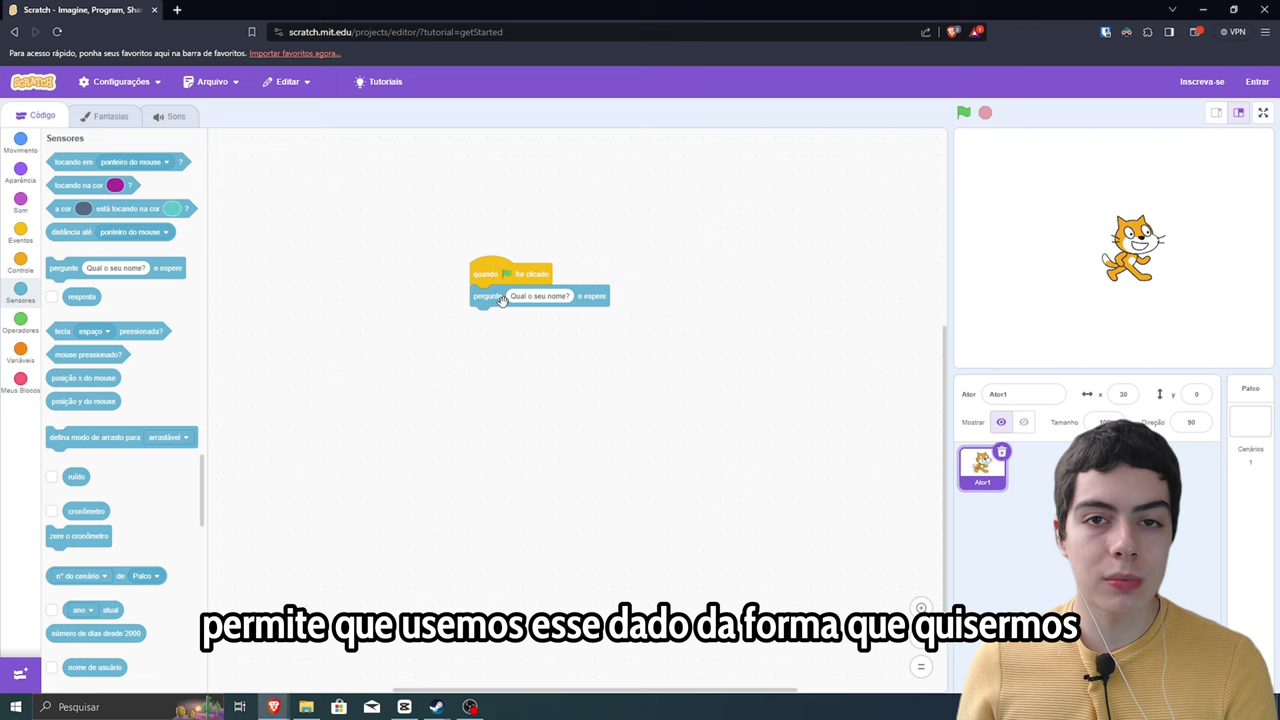 Scratch - Imagine, Program, Sha
scratch.mit.edu/projects/editor/?tutorial=getStarted
VPN
Para acesso rápido, ponha seus favoritos aqui na barra de favoritos. Importar favoritos agora...
SCRATCH Configurações Arquivo Editar Tutoriais Inscreva-se Entrar
Código Fantasias Sons
Movimento
Aparência
Som
Eventos
Controle
Sensores
Operadores
Variáveis
Meus Blocos
Sensores
tocando em ponteiro do mouse ?
tocando na cor ?
a cor está tocando na cor ?
distância até ponteiro do mouse
pergunte Qual o seu nome? e espere
resposta
tecla espaço pressionada?
mouse pressionado?
posição x do mouse
posição y do mouse
defina modo de arrasto para arrastável
ruído
cronômetro
zere o cronômetro
nº do cenário de Palco
ano atual
número de dias desde 2000
nome de usuário
quando for clicado
pergunte Qual o seu nome? e espere
Ator Ator1 x 30 y 0
Mostrar Tamanho Direção 90
Ator1
Palco
Cenários
1
permite que usemos esse dado da forma que quisermos
Pesquisar